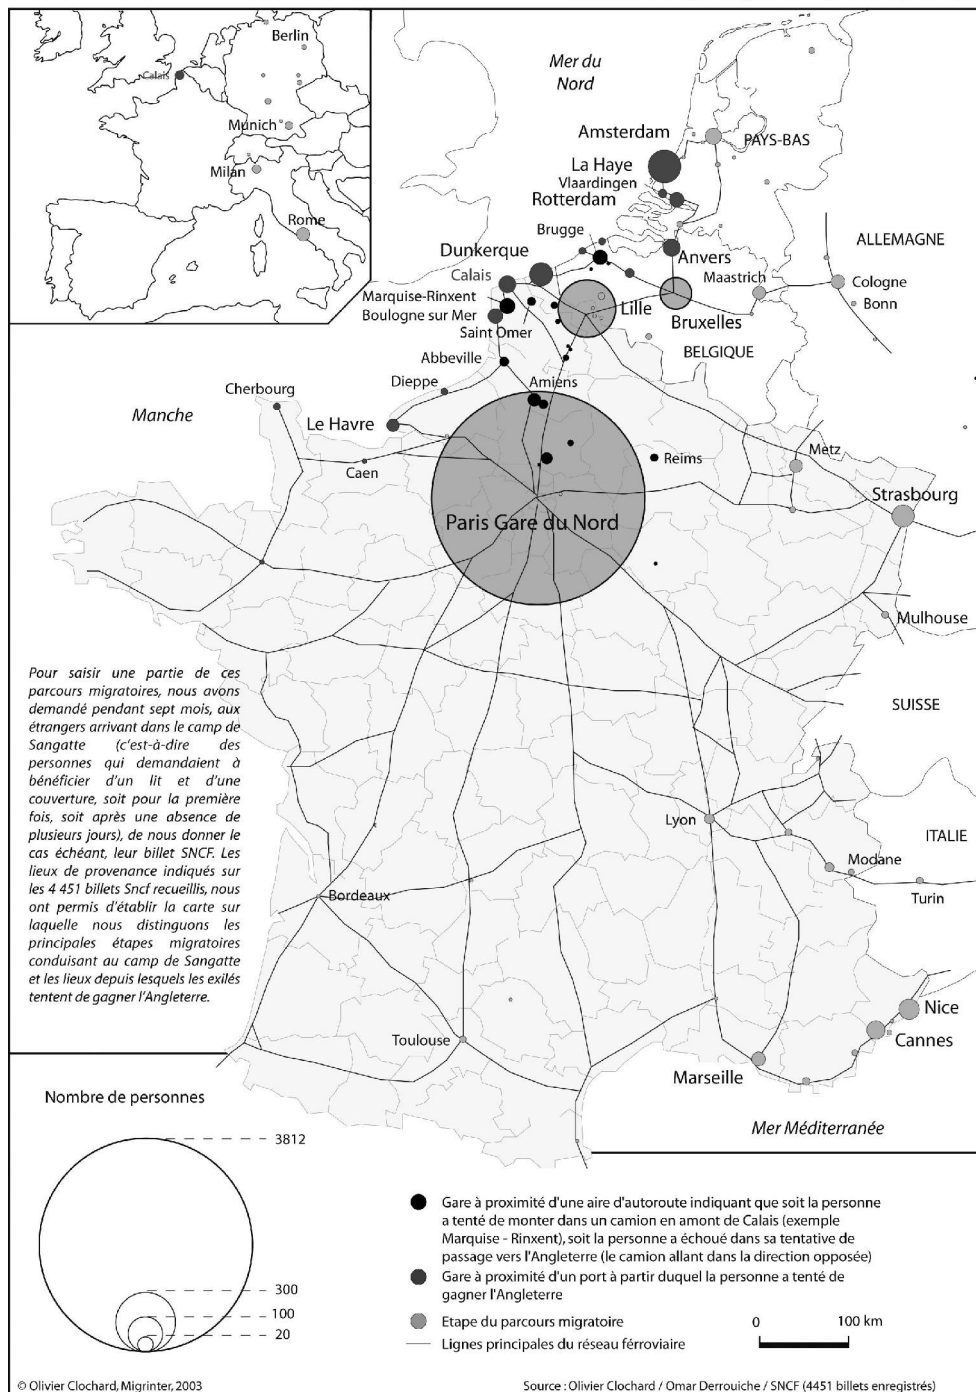 Berlin
Calais
Munich
Milan
Rome
Mer du
Nord
Amsterdam
PAYS-BAS
La Haye
Vlaardingen
Rotterdam
Brugge
ALLEMAGNE
Dunkerque
Anvers
Calais
Maastrich
Cologne
Bonn
Marquise-Rinxent
Boulogne sur Mer
Lille
Bruxelles
Saint Omer
BELGIQUE
Abbeville
Cherbourg
Dieppe
Amiens
Manche
Le Havre
Metz
Reims
Caen
Strasbourg
Paris Gare du Nord
Mulhouse
Pour saisir une partie de ces
parcours migratoires, nous avons
demandé pendant sept mois, aux
étrangers arrivant dans le camp de
Sangatte (c'est-à-dire des
personnes qui demandaient à
bénéficier d'un lit et d'une
couverture, soit pour la première
fois, soit après une absence de
plusieurs jours), de nous donner le
cas échéant, leur billet SNCF. Les
lieux de provenance indiqués sur
les 4 451 billets Sncf recueillis, nous
ont permis d'établir la carte sur
laquelle nous distinguons les
principales étapes migratoires
conduisant au camp de Sangatte
et les lieux depuis lesquels les exilés
tentent de gagner l'Angleterre.
SUISSE
Lyon
ITALIE
Modane
Turin
Bordeaux
Nice
Toulouse
Cannes
Marseille
Mer Méditerranée
Nombre de personnes
3812
300
100
20
Gare à proximité d'une aire d'autoroute indiquant que soit la personne
a tenté de monter dans un camion en amont de Calais (exemple
Marquise - Rinxent), soit la personne a échoué dans sa tentative de
passage vers l'Angleterre (le camion allant dans la direction opposée)
Gare à proximité d'un port à partir duquel la personne a tenté de
gagner l'Angleterre
Etape du parcours migratoire
Lignes principales du réseau férroviaire
0 100 km
© Olivier Clochard, Migrinter, 2003
Source : Olivier Clochard / Omar Derrouiche / SNCF (4451 billets enregistrés)